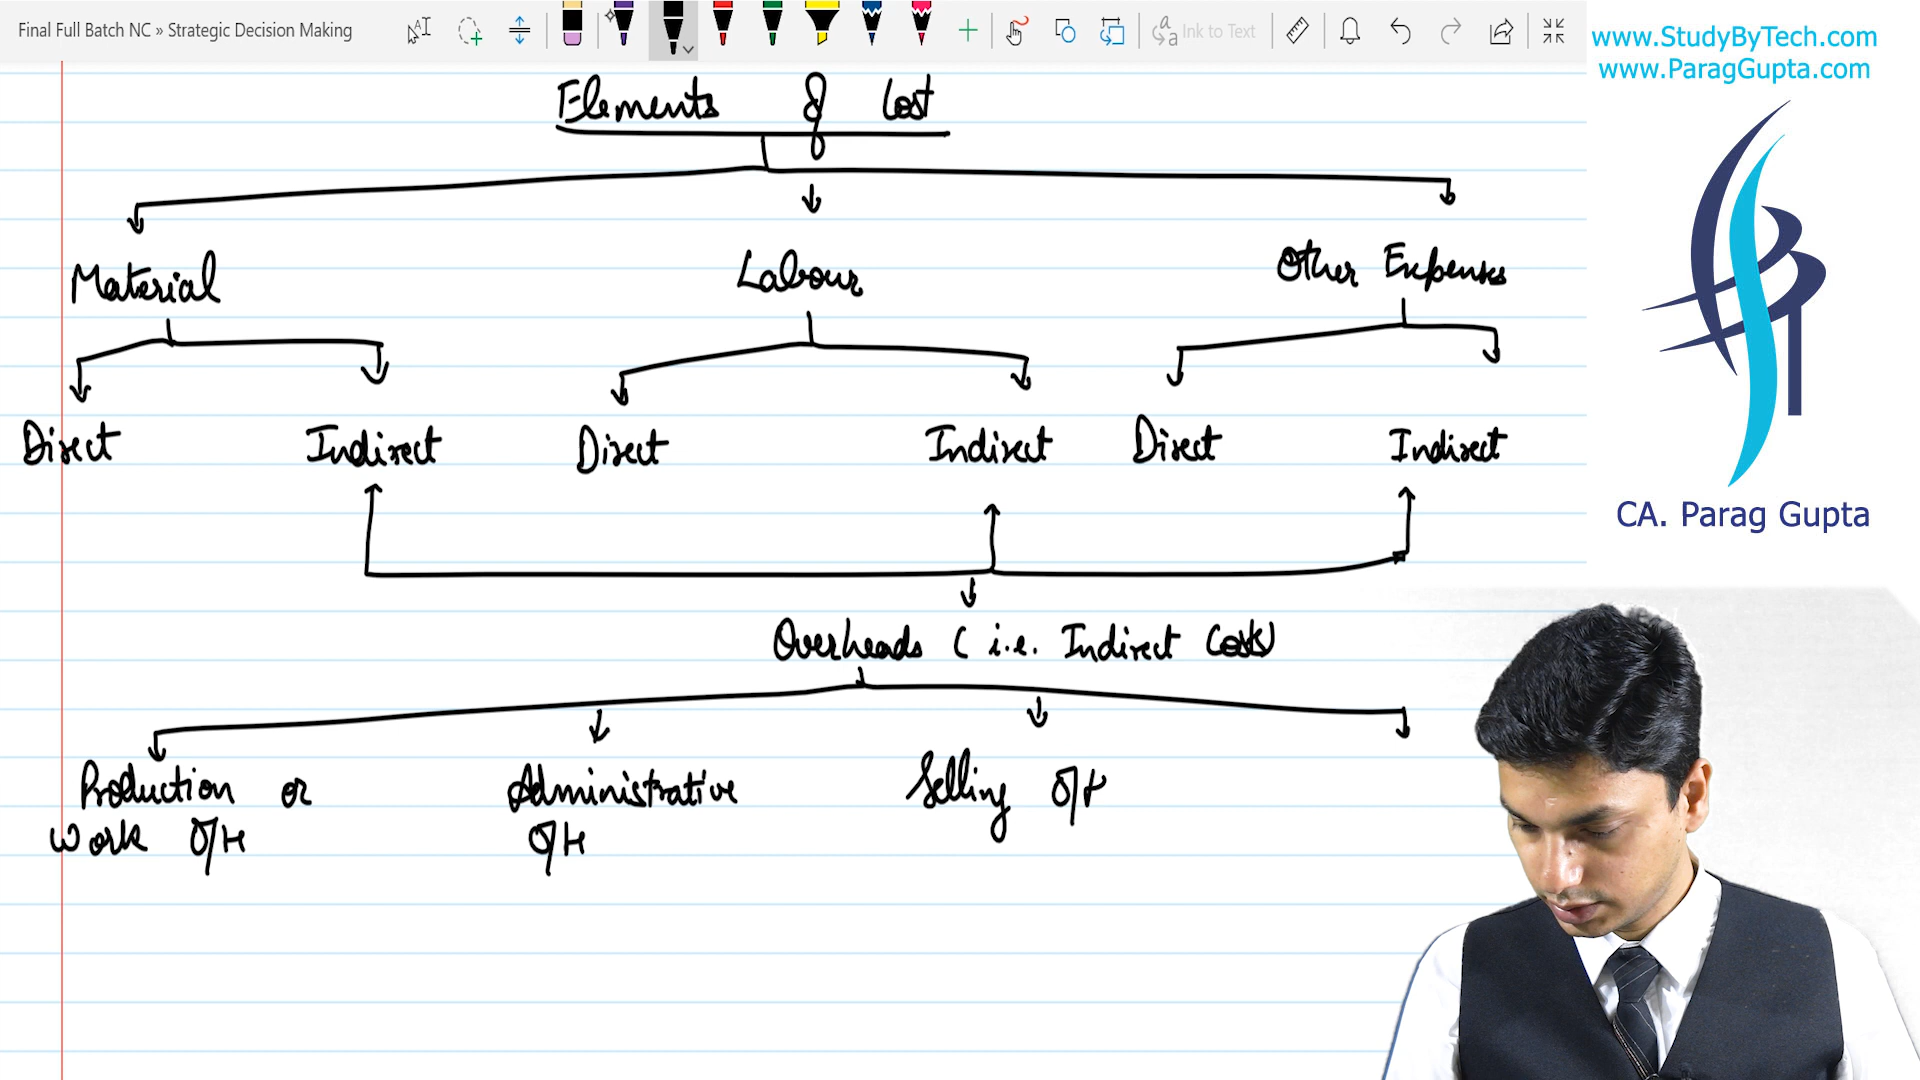 Final Full Batch NC » Strategic Decision Making
Ink to Text
www.StudyByTech.com
www.ParagGupta.com
Elements of Cost
Material Labour Other Expenses
Direct Indirect Direct Indirect Direct Indirect
CA. Parag Gupta
Overheads ( i.e. Indirect Costs)
Production or Administrative Selling O/H
Work O/H O/H